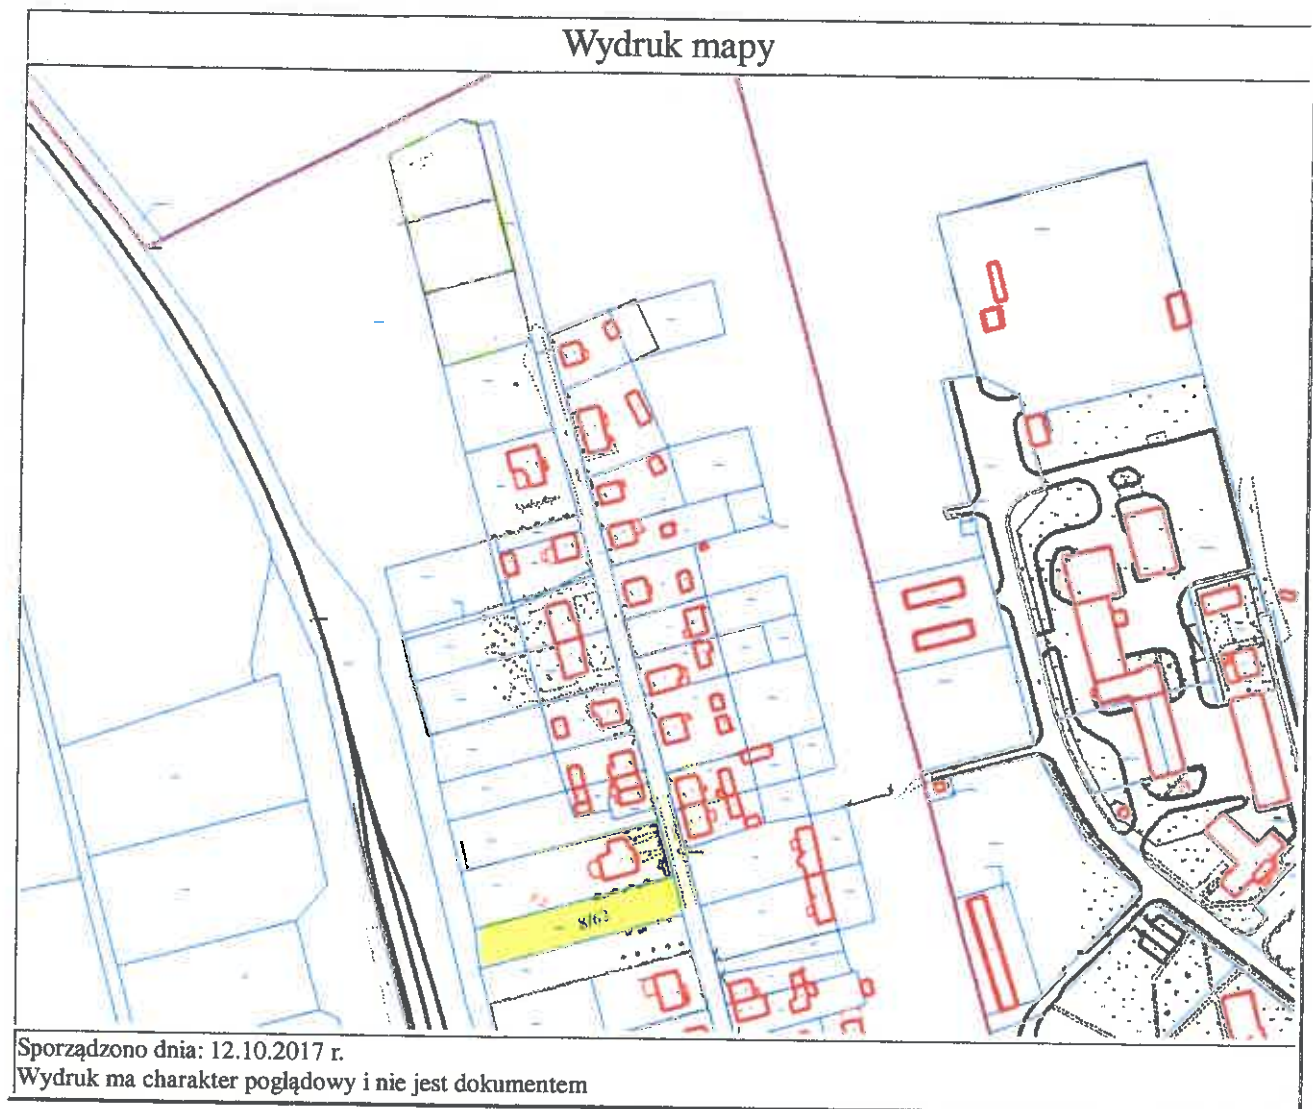 Wydruk mapy
8/62
Sporządzono dnia: 12.10.2017 r.
Wydruk ma charakter poglądowy i nie jest dokumentem